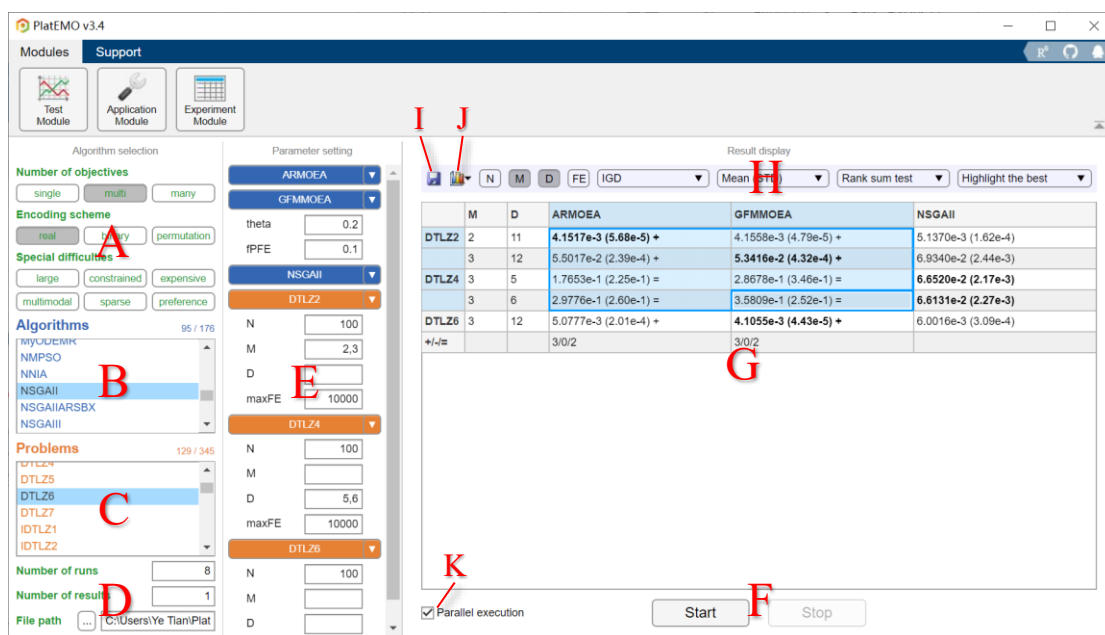 PlatEMO v3.4
Modules Support
Test Module
Application Module
Experiment Module
Algorithm selection
Number of objectives
single multi many
Encoding scheme
real binary permutation
A
Special difficulties
large constrained expensive
multimodal sparse preference
Algorithms 95 / 176
MyODEMR
NMPSO
NNIA
NSGAII
NSGAIIARSBX
NSGAIII
B
Problems 129 / 345
DTLZ4
DTLZ5
DTLZ6
DTLZ7
IDTLZ1
IDTLZ2
C
Number of runs 8
Number of results 1
File path ... C:\Users\Ye Tian\Plat
D
Parameter setting
ARMOEA
GFMMOEA
theta 0.2
fPFE 0.1
NSGAII
DTLZ2
N 100
M 2,3
D
maxFE 10000
E
DTLZ4
N 100
M
D 5,6
maxFE 10000
DTLZ6
N 100
M
D
Result display
I J H
N M D FE IGD Mean (STD) Rank sum test Highlight the best
M D ARMOEA GFMMOEA NSGAII
DTLZ2 2 11 4.1517e-3 (5.68e-5) + 4.1558e-3 (4.79e-5) + 5.1370e-3 (1.62e-4)
3 12 5.5017e-2 (2.39e-4) + 5.3416e-2 (4.32e-4) + 6.9340e-2 (2.44e-3)
DTLZ4 3 5 1.7653e-1 (2.25e-1) = 2.8678e-1 (3.46e-1) = 6.6520e-2 (2.17e-3)
3 6 2.9776e-1 (2.60e-1) = 3.5809e-1 (2.52e-1) = 6.6131e-2 (2.27e-3)
DTLZ6 3 12 5.0777e-3 (2.01e-4) + 4.1055e-3 (4.43e-5) + 6.0016e-3 (3.09e-4)
+/-/= 3/0/2 3/0/2
G
K
Parallel execution Start F Stop